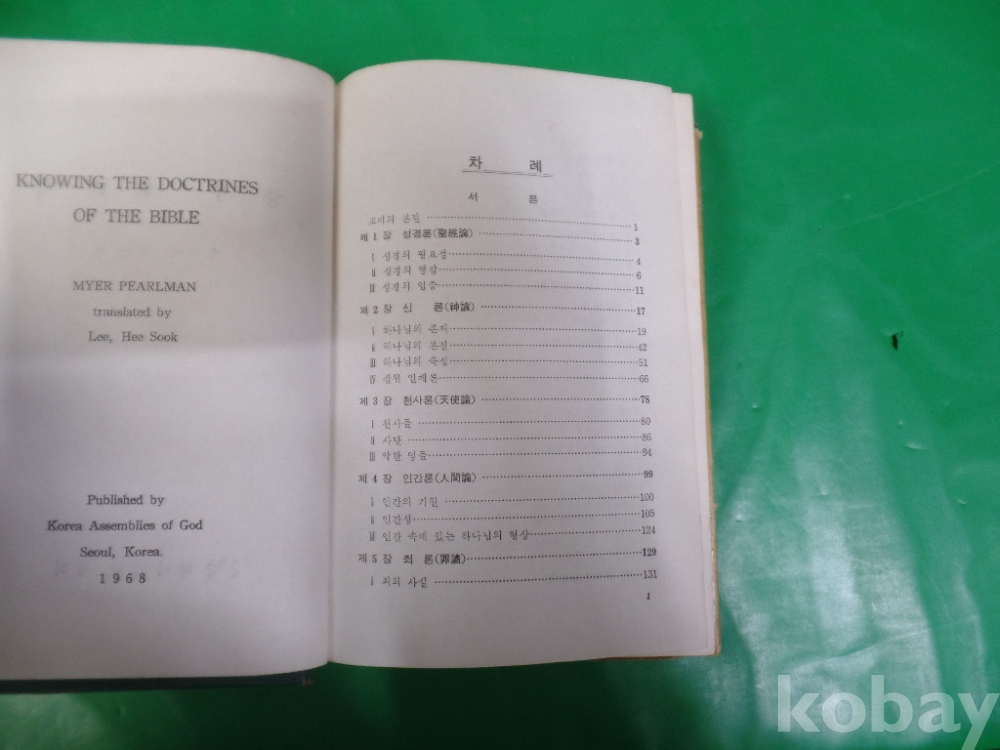 KNOWING THE DOCTRINES
OF THE BIBLE
MYER PEARLMAN
translated by
Lee, Hee Sook
Published by
Korea Assemblies of God
Seoul, Korea.
1968
차 례
서 론
교리의 본질 1
제 1 장 성경론(聖經論) 3
Ⅰ 성경의 필요성 4
Ⅱ 성경의 영감 6
Ⅲ 성경의 입증 11
제 2 장 신 론(神論) 17
Ⅰ 하나님의 존재 19
Ⅱ 하나님의 본질 42
Ⅲ 하나님의 속성 51
Ⅳ 삼위 일체론 66
제 3 장 천사론(天使論) 78
Ⅰ 천사들 80
Ⅱ 사탄 86
Ⅲ 악한 영들 94
제 4 장 인간론(人間論) 99
Ⅰ 인간의 기원 100
Ⅱ 인간성 105
Ⅲ 인간 속에 있는 하나님의 형상 124
제 5 장 죄 론(罪論) 129
Ⅰ 죄의 사실 131
1
kobay